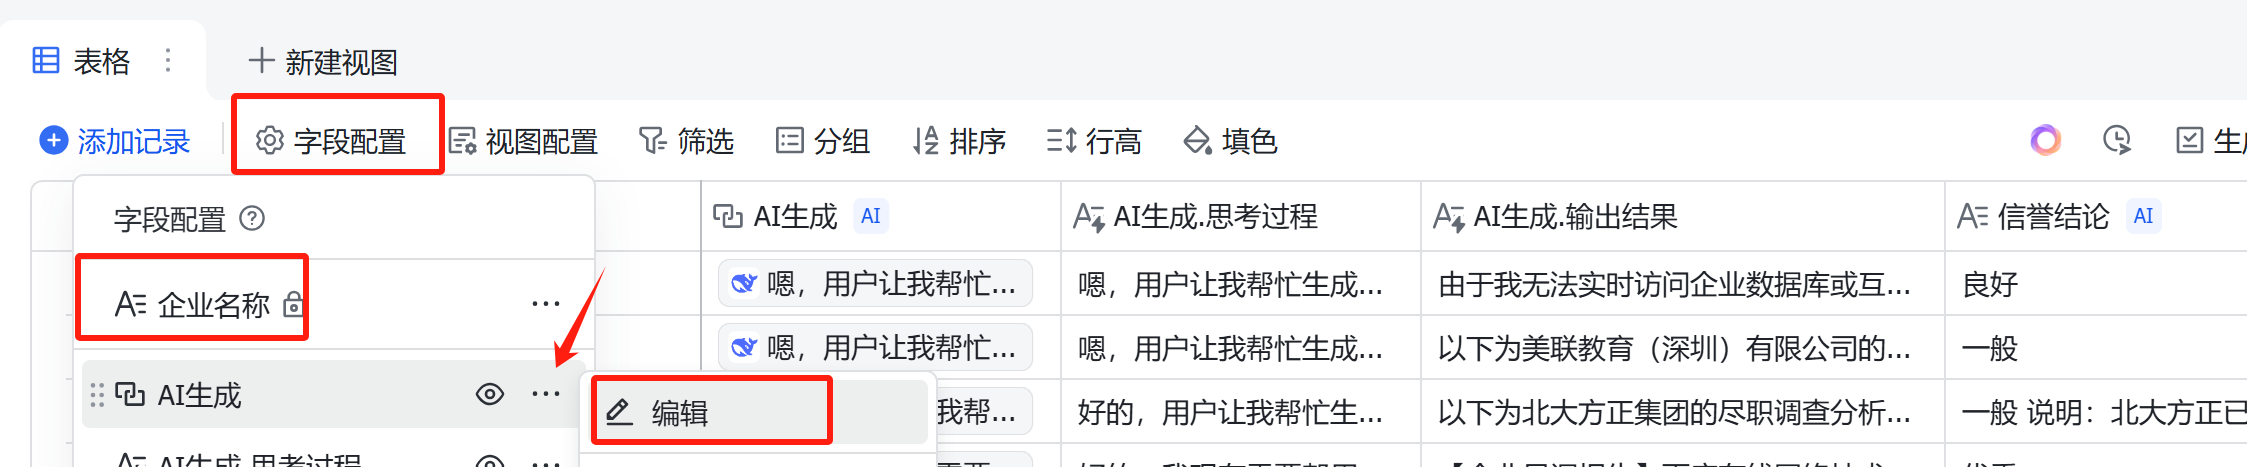 表格
新建视图
添加记录 字段配置 视图配置 筛选 分组 排序 行高 填色
字段配置
AI生成 AI
AI生成.思考过程
AI生成.输出结果
信誉结论 AI
企业名称
嗯，用户让我帮忙... 嗯，用户让我帮忙生成... 由于我无法实时访问企业数据库或互... 良好
嗯，用户让我帮忙... 嗯，用户让我帮忙生成... 以下为美联教育（深圳）有限公司的... 一般
AI生成
编辑
我帮... 好的，用户让我帮忙生... 以下为北大方正集团的尽职调查分析... 一般 说明：北大方正已
AI生成.思考过程